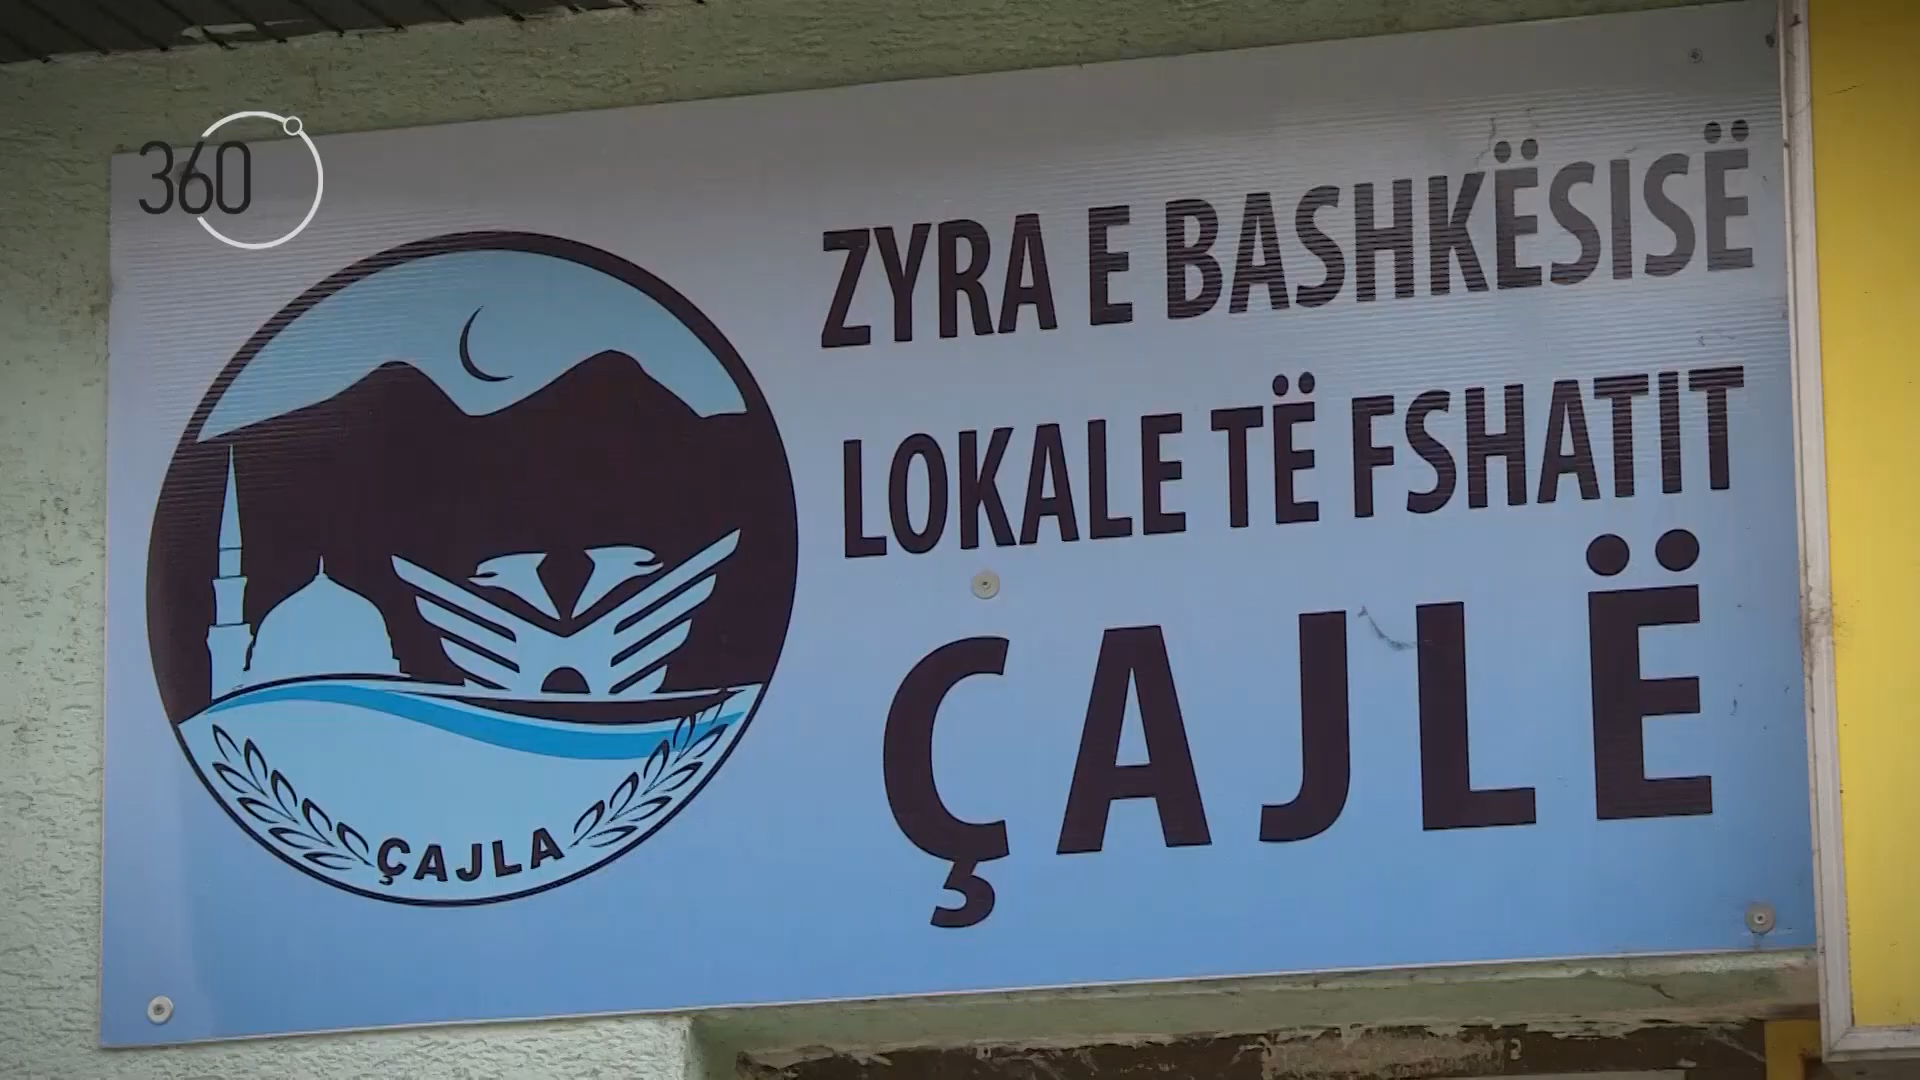 360
ZYRA E BASHKËSISË
LOKALE TË FSHATIT
ÇAJLË
ÇAJLA